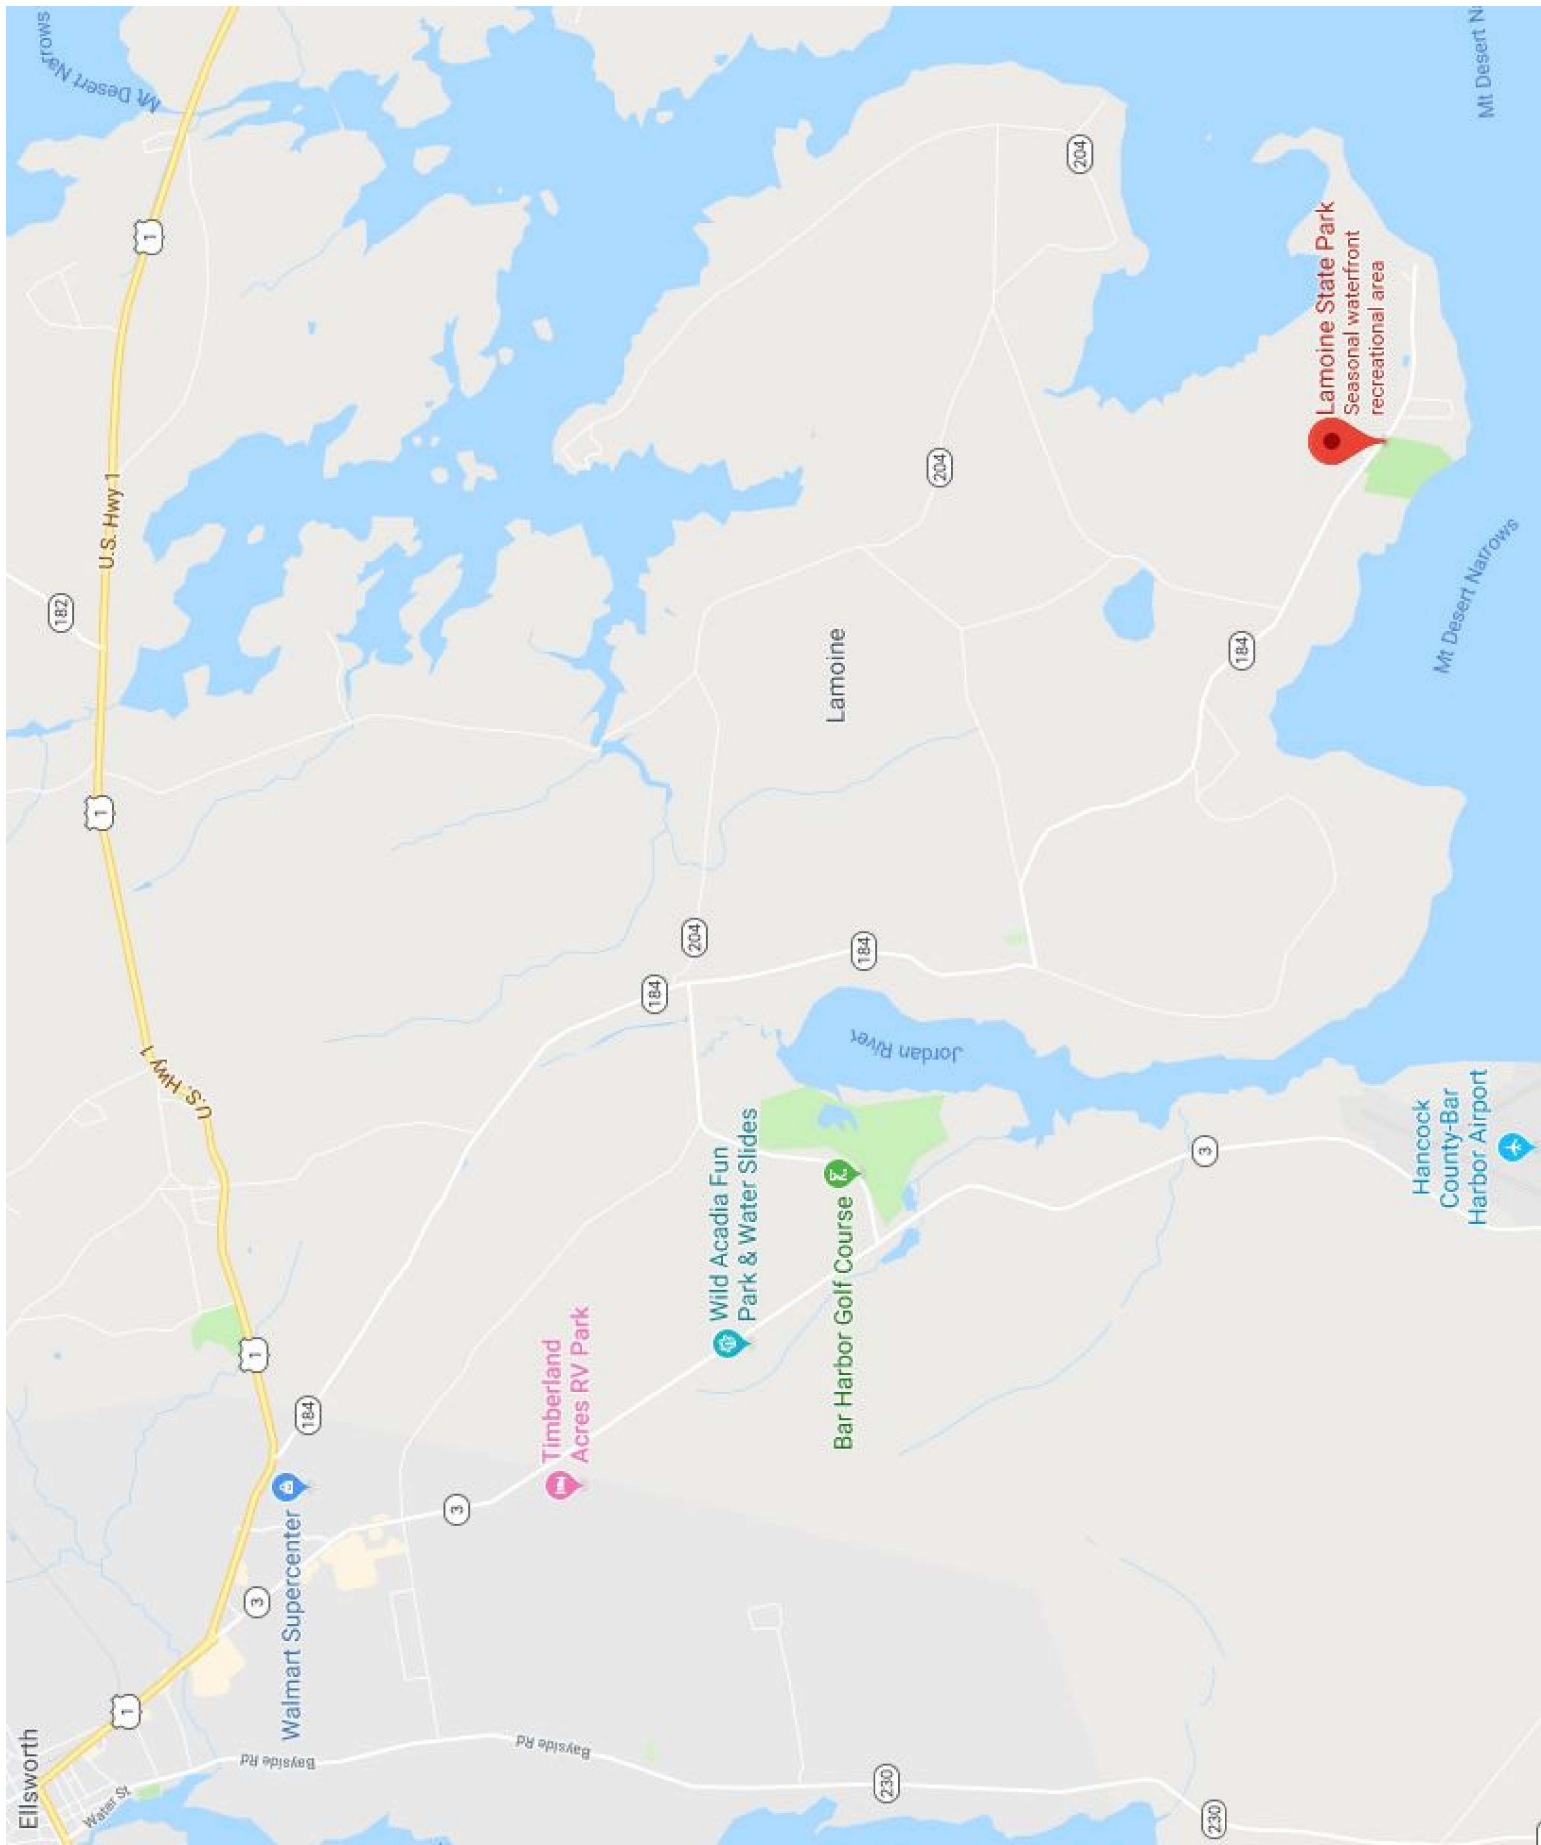 Ellsworth
Mt Desert Narrows
182
1
Water St
U.S. Hwy 1
1
1
U.S. Hwy 1
1
3
Bayside Rd
Walmart Supercenter
184
3
Bayside Rd
Timberland
Acres RV Park
184
204
Wild Acadia Fun
Park & Water Slides
Lamoine
Bar Harbor Golf Course
184
230
Jordan River
204
204
3
230
184
Lamoine State Park
Seasonal waterfront
recreational area
Hancock
County-Bar
Harbor Airport
Mt Desert Narrows
Mt Desert N